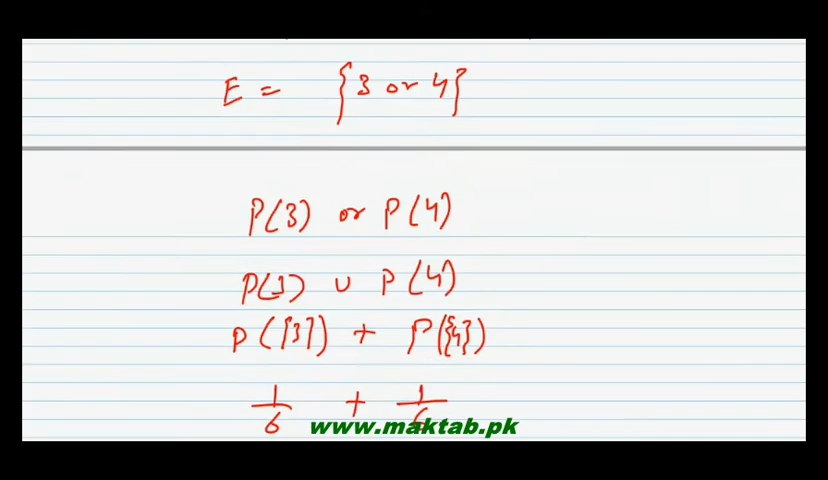 E = {3 or 4}
P(3) or P(4)
P(3) ∪ P(4)
P({3}) + P({4})
1/6 + 1/6
www.maktab.pk